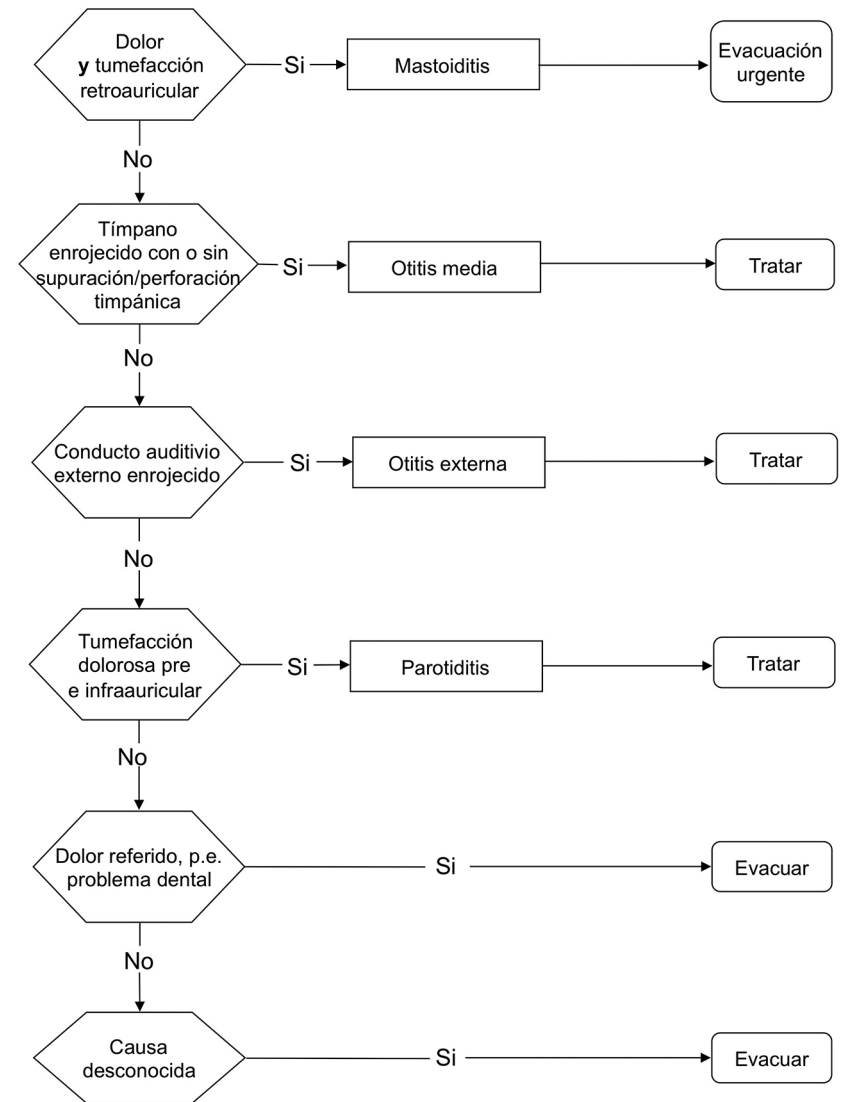 Dolor
y tumefacción
retroauricular
Si
Mastoiditis
Evacuación
urgente
No
Tímpano
enrojecido con o sin
supuración/perforación
timpánica
Si
Otitis media
Tratar
No
Conducto auditivio
externo enrojecido
Si
Otitis externa
Tratar
No
Tumefacción
dolorosa pre
e infraauricular
Si
Parotiditis
Tratar
No
Dolor referido, p.e.
problema dental
Si
Evacuar
No
Causa
desconocida
Si
Evacuar